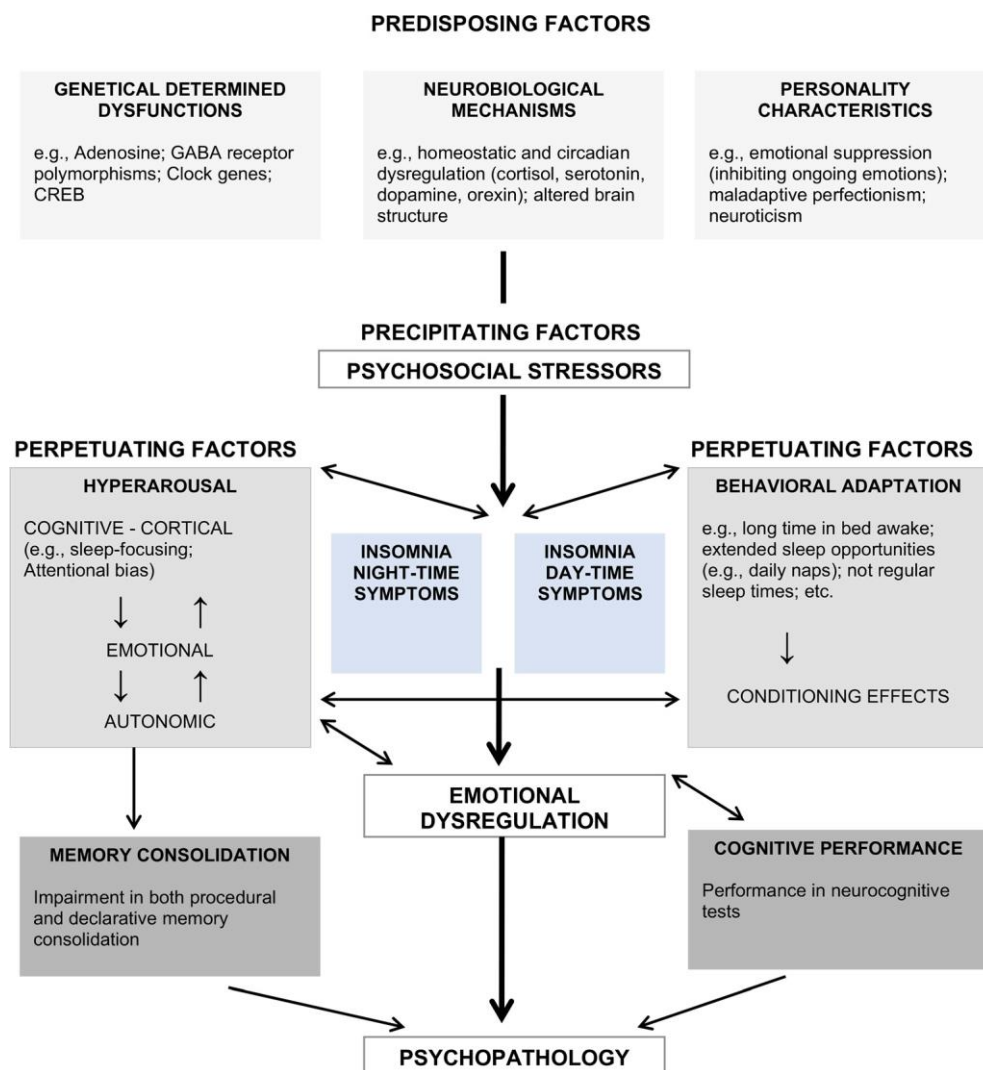 PREDISPOSING FACTORS
GENETICAL DETERMINED
DYSFUNCTIONS
e.g., Adenosine; GABA receptor
polymorphisms; Clock genes;
CREB
NEUROBIOLOGICAL
MECHANISMS
e.g., homeostatic and circadian
dysregulation (cortisol, serotonin,
dopamine, orexin); altered brain
structure
PERSONALITY
CHARACTERISTICS
e.g., emotional suppression
(inhibiting ongoing emotions);
maladaptive perfectionism;
neuroticism
PRECIPITATING FACTORS
PSYCHOSOCIAL STRESSORS
PERPETUATING FACTORS
HYPERAROUSAL
COGNITIVE - CORTICAL
(e.g., sleep-focusing;
Attentional bias)
EMOTIONAL
AUTONOMIC
INSOMNIA
NIGHT-TIME
SYMPTOMS
INSOMNIA
DAY-TIME
SYMPTOMS
PERPETUATING FACTORS
BEHAVIORAL ADAPTATION
e.g., long time in bed awake;
extended sleep opportunities
(e.g., daily naps); not regular
sleep times; etc.
CONDITIONING EFFECTS
EMOTIONAL
DYSREGULATION
MEMORY CONSOLIDATION
Impairment in both procedural
and declarative memory
consolidation
COGNITIVE PERFORMANCE
Performance in neurocognitive
tests
PSYCHOPATHOLOGY